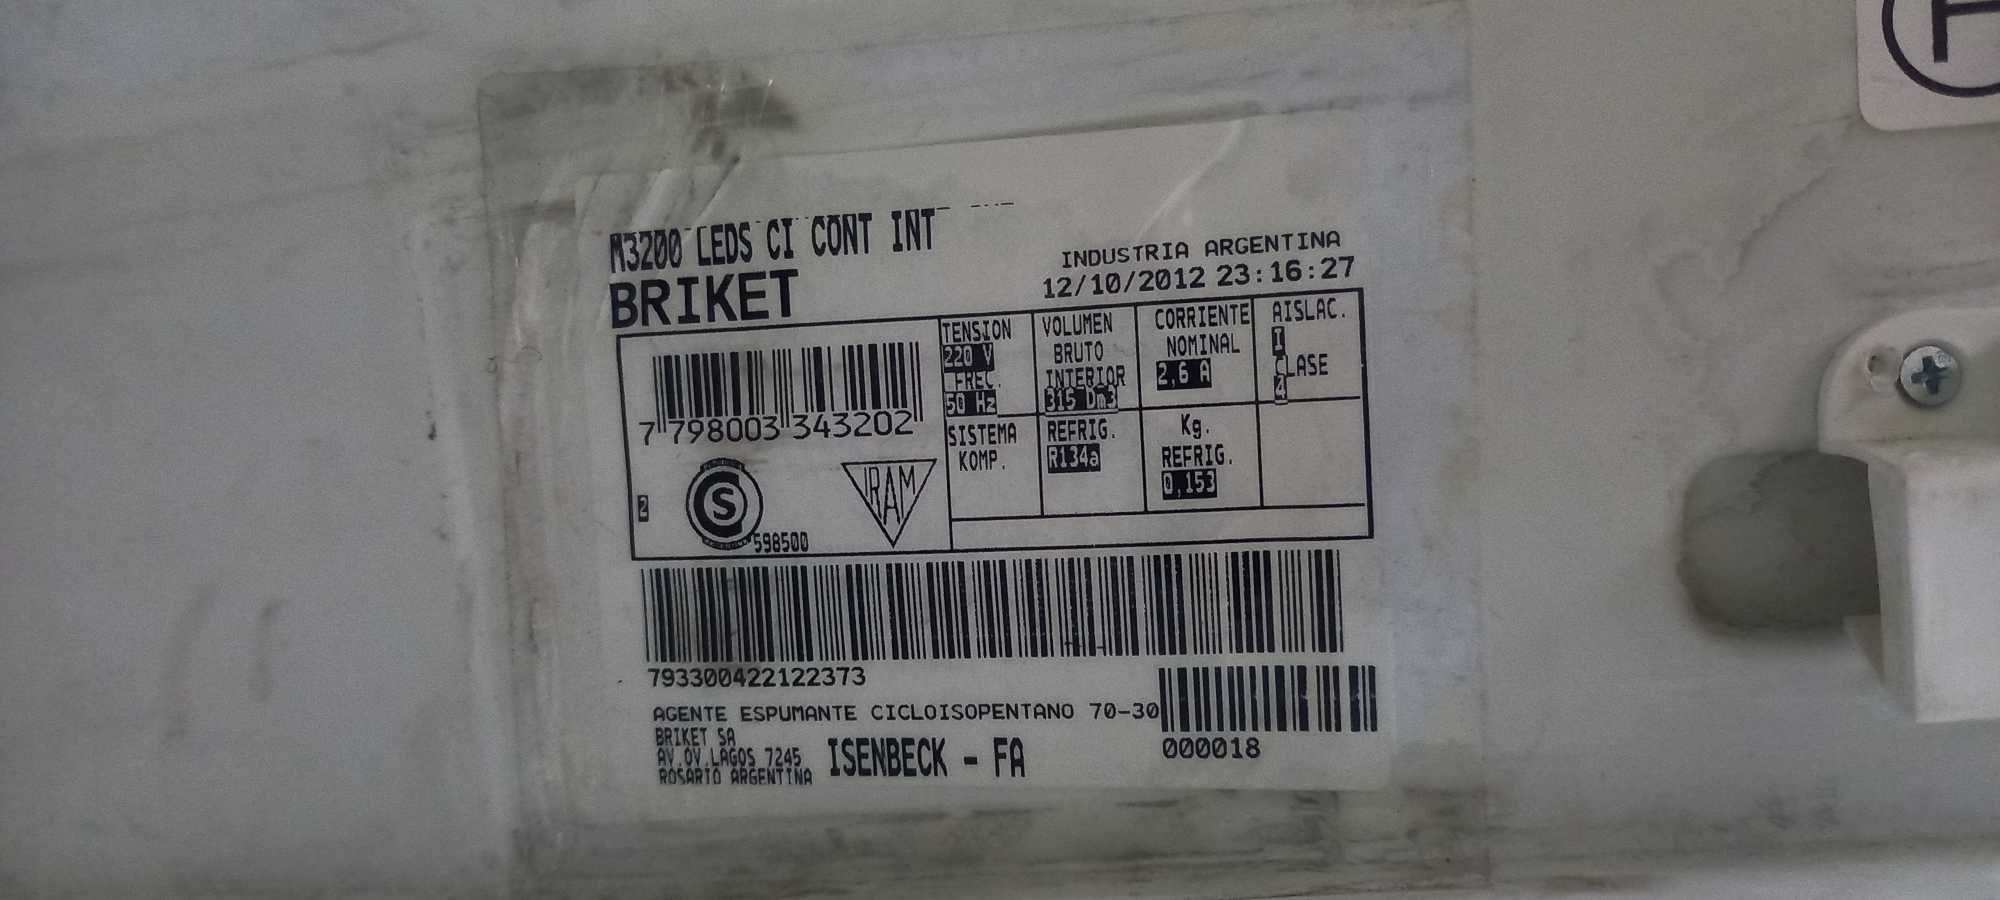 M3200 LEDS CI CONT INT
BRIKET
INDUSTRIA ARGENTINA
12/10/2012 23:16:27
TENSION
220 V
FREC.
50 Hz
VOLUMEN
BRUTO
INTERIOR
315 Dm3
CORRIENTE
NOMINAL
2,6 A
AISLAC.
I
CLASE
4
7 798003 343202
SISTEMA
KOMP.
REFRIG.
R134a
Kg.
REFRIG.
0,153
2
S
598500
IRAM
793300422122373
AGENTE ESPUMANTE CICLOISOPENTANO 70-30
BRIKET SA
AV.OV.LAGOS 7245
ROSARIO ARGENTINA
ISENBECK - FA
000018